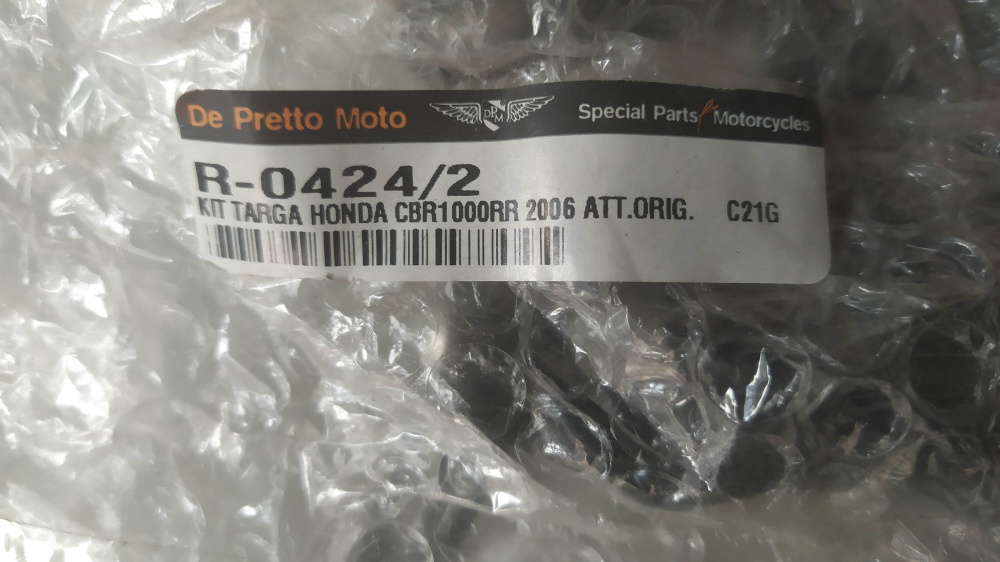 De Pretto Moto DPM Special Parts Motorcycles
R-0424/2
KIT TARGA HONDA CBR1000RR 2006 ATT.ORIG. C21G